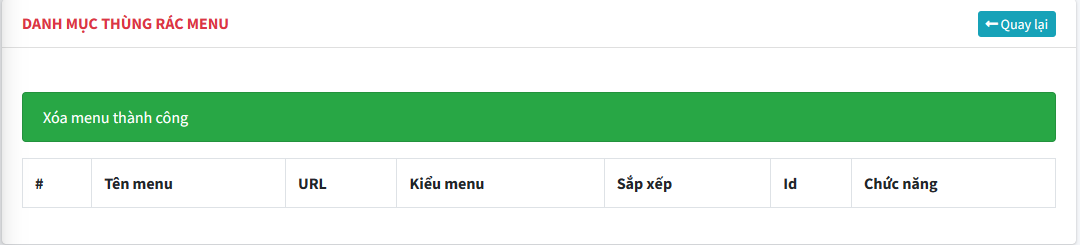 DANH MỤC THÙNG RÁC MENU
Quay lại
Xóa menu thành công
# Tên menu URL Kiểu menu Sắp xếp Id Chức năng